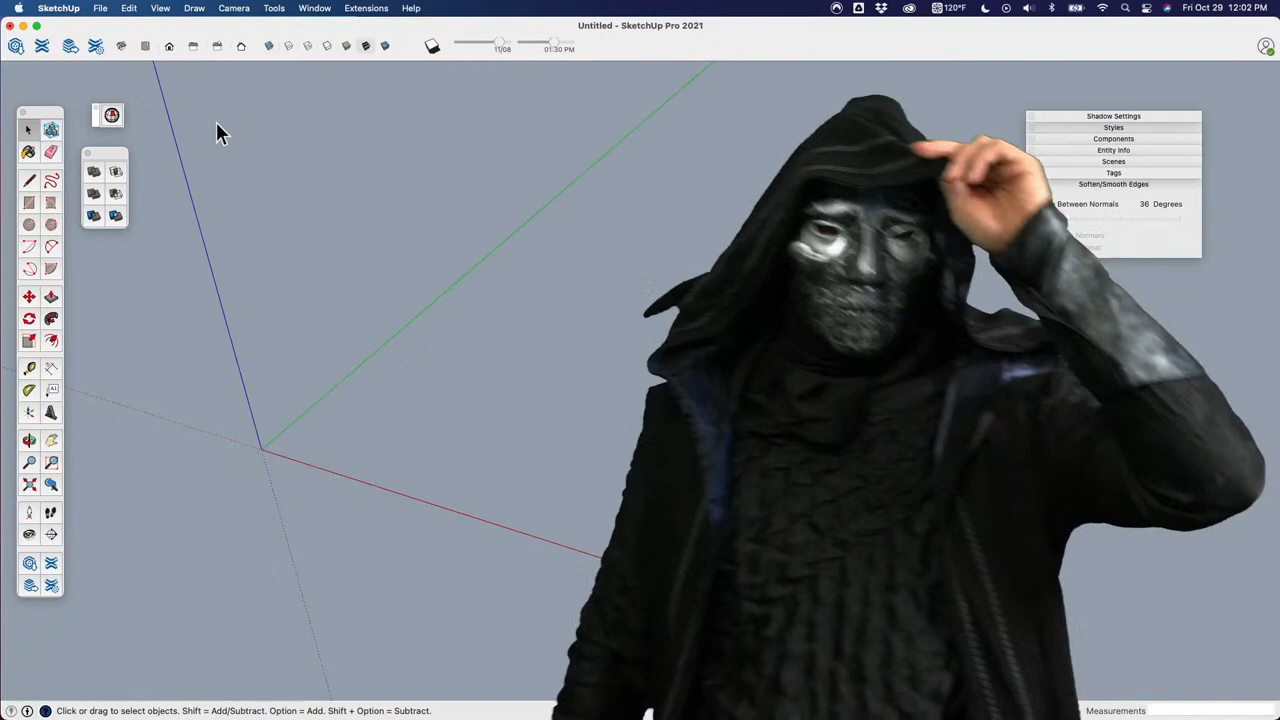 SketchUp File Edit View Draw Camera Tools Window Extensions Help
120°F Fri Oct 29 12:02 PM
Untitled - SketchUp Pro 2021
11/08 01:30 PM
Shadow Settings
Styles
Components
Entity Info
Scenes
Tags
Soften/Smooth Edges
Between Normals 36 Degrees
Normals
A1
Click or drag to select objects. Shift = Add/Subtract. Option = Add. Shift + Option = Subtract.
Measurements